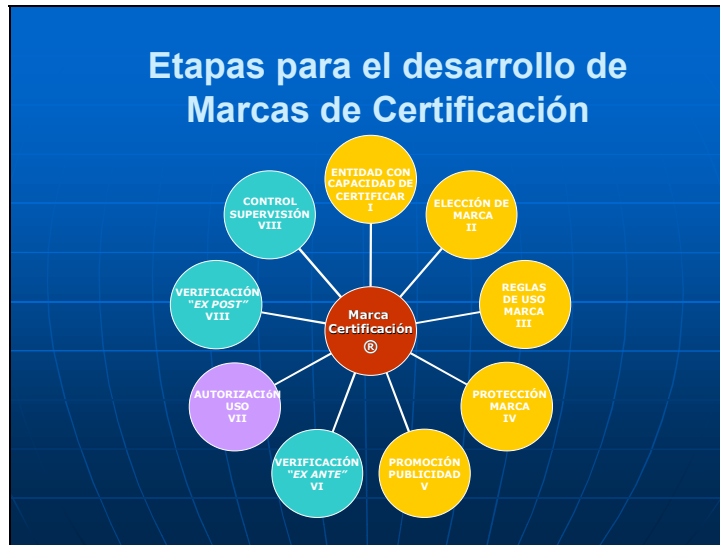 Etapas para el desarrollo de
Marcas de Certificación
ENTIDAD CON
CAPACIDAD DE
CERTIFICAR
I
ELECCIÓN DE
MARCA
II
REGLAS
DE USO
MARCA
III
PROTECCIÓN
MARCA
IV
PROMOCIÓN
PUBLICIDAD
V
VERIFICACIÓN
"EX ANTE"
VI
AUTORIZACIóN
USO
VII
VERIFICACIÓN
"EX POST"
VIII
CONTROL
SUPERVISIÓN
VIII
Marca
Certificación
®